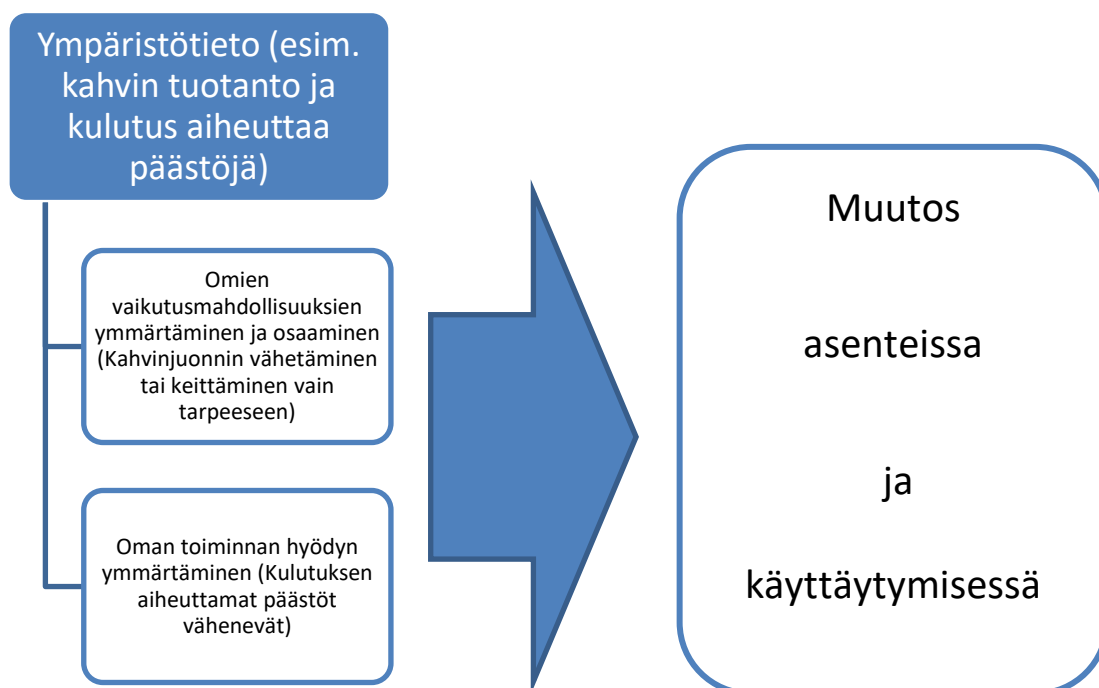 Ympäristötieto (esim.
kahvin tuotanto ja
kulutus aiheuttaa
päästöjä)
Omien
vaikutusmahdollisuuksien
ymmärtäminen ja osaaminen
(Kahvinjuonnin vähetäminen
tai keittäminen vain
tarpeeseen)
Oman toiminnan hyödyn
ymmärtäminen (Kulutuksen
aiheuttamat päästöt
vähenevät)
Muutos
asenteissa
ja
käyttäytymisessä